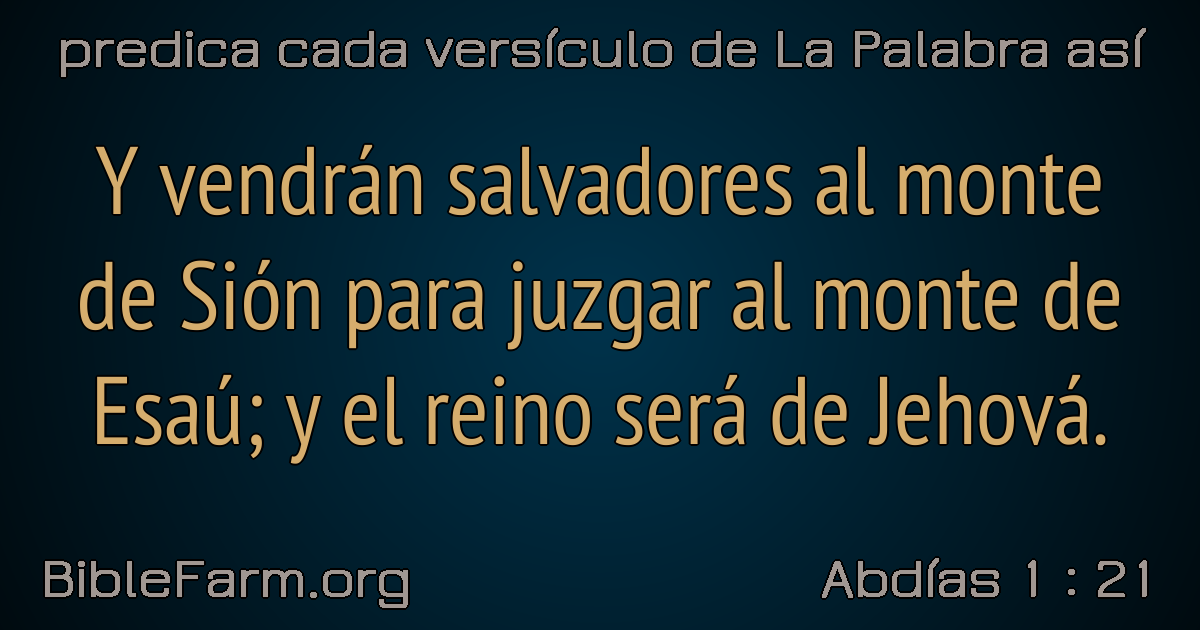 predica cada versículo de La Palabra así
Y vendrán salvadores al monte
de Sión para juzgar al monte de
Esaú; y el reino será de Jehová.
BibleFarm.org
Abdías 1 : 21